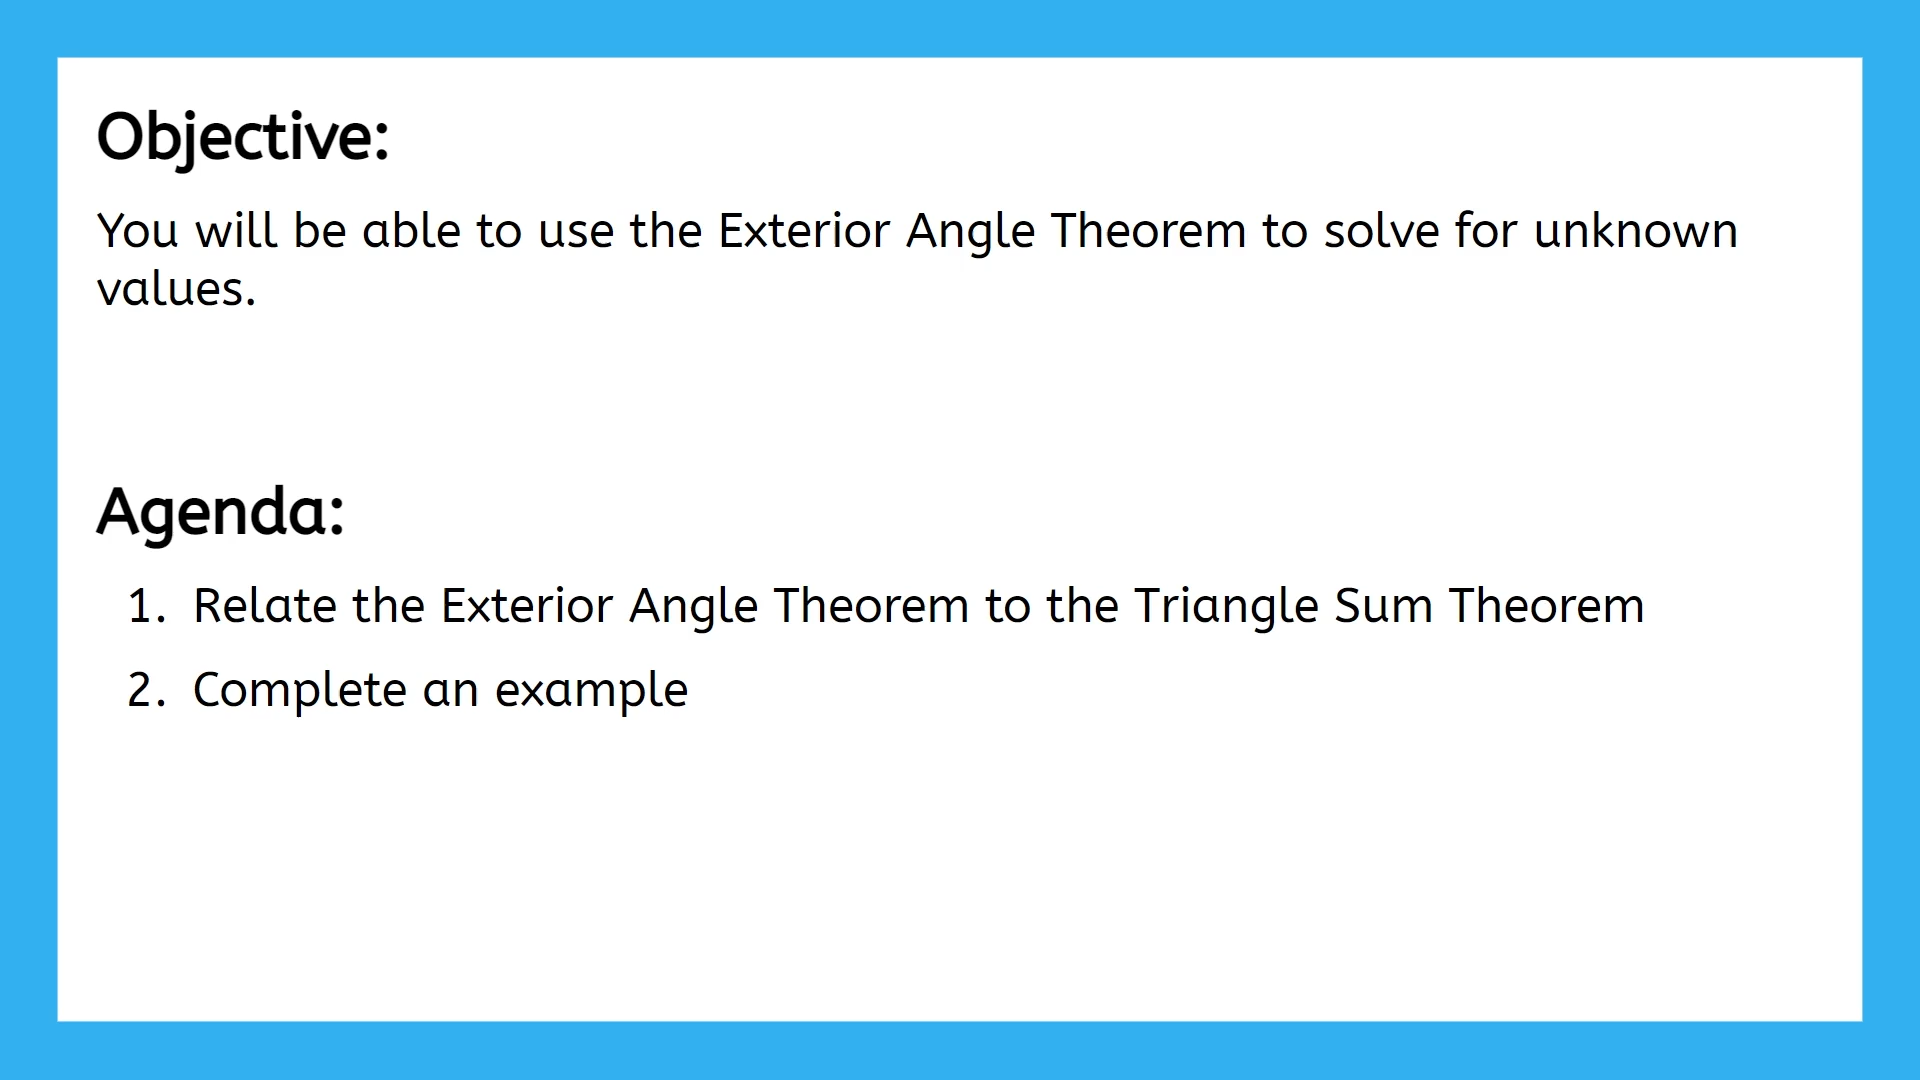 Objective:
You will be able to use the Exterior Angle Theorem to solve for unknown
values.
Agenda:
1. Relate the Exterior Angle Theorem to the Triangle Sum Theorem
2. Complete an example